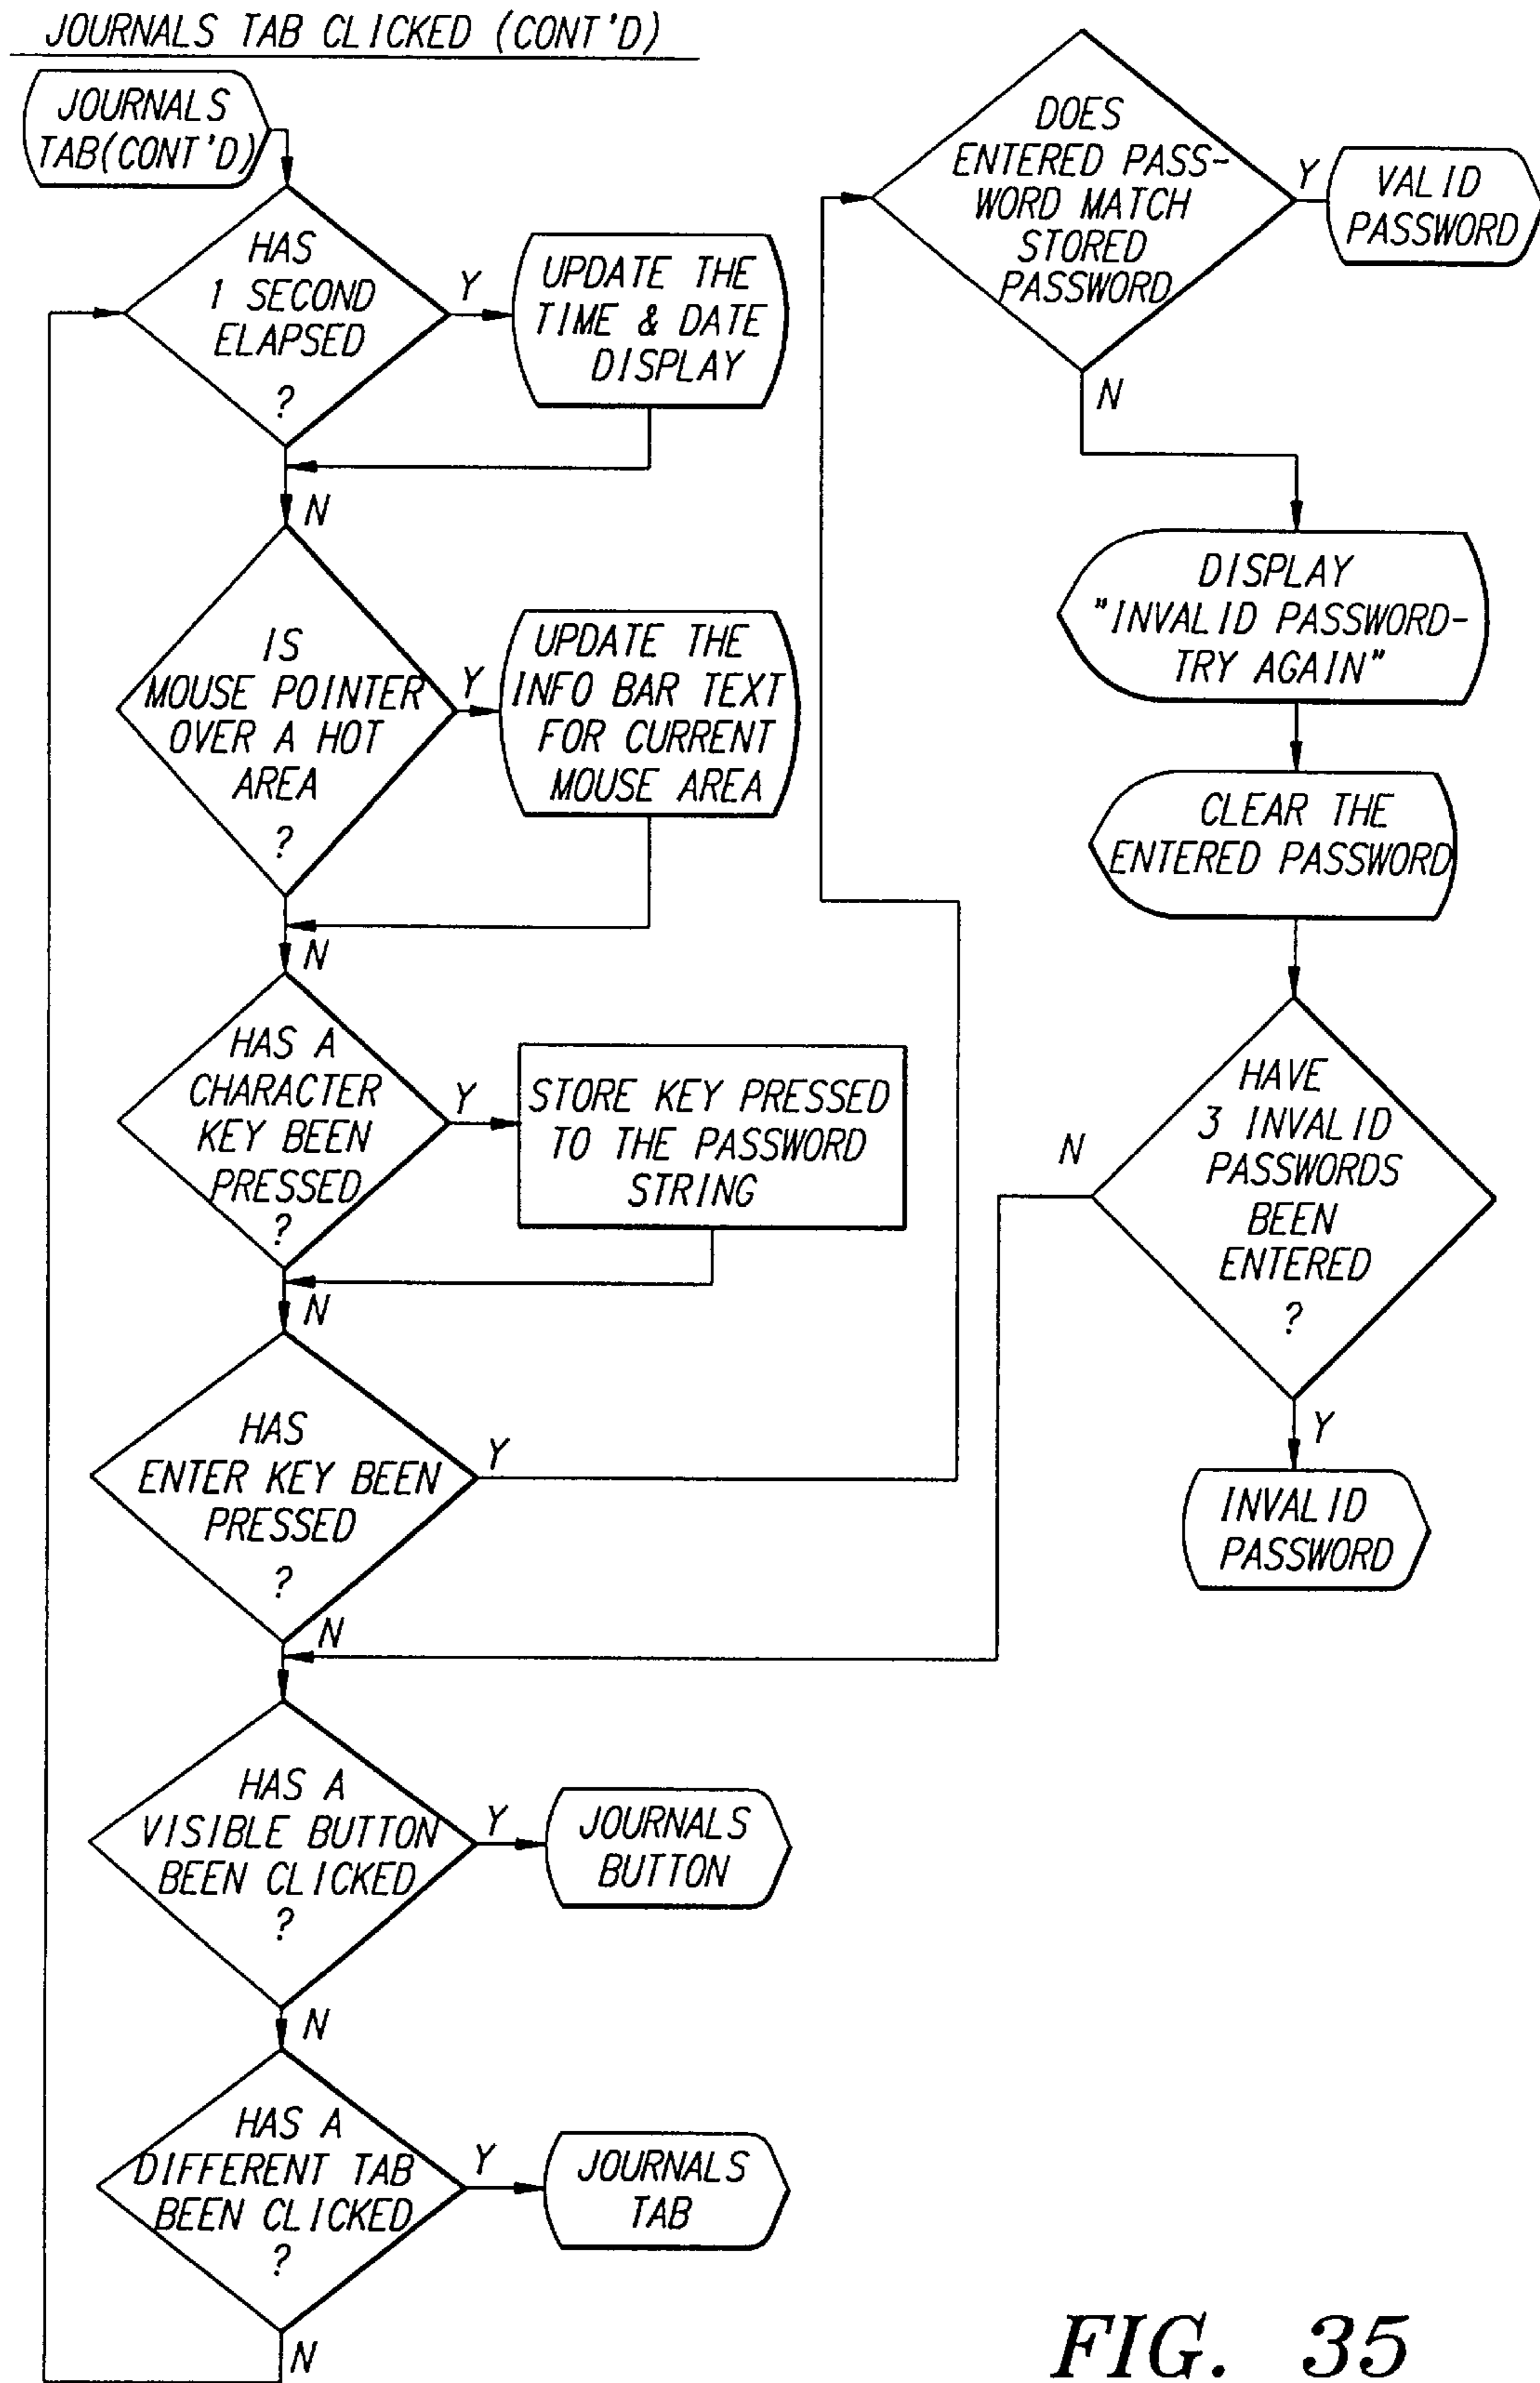 JOURNALS TAB CLICKED (CONT'D)
JOURNALS
TAB(CONT'D)
HAS
1 SECOND
ELAPSED
?
Y
UPDATE THE
TIME & DATE
DISPLAY
N
IS
MOUSE POINTER
OVER A HOT
AREA
?
Y
UPDATE THE
INFO BAR TEXT
FOR CURRENT
MOUSE AREA
N
HAS A
CHARACTER
KEY BEEN
PRESSED
?
Y
STORE KEY PRESSED
TO THE PASSWORD
STRING
N
HAS
ENTER KEY BEEN
PRESSED
?
Y
N
HAS A
VISIBLE BUTTON
BEEN CLICKED
?
Y
JOURNALS
BUTTON
N
HAS A
DIFFERENT TAB
BEEN CLICKED
?
Y
JOURNALS
TAB
N
DOES
ENTERED PASS-
WORD MATCH
STORED
PASSWORD
Y
VALID
PASSWORD
N
DISPLAY
"INVALID PASSWORD-
TRY AGAIN"
CLEAR THE
ENTERED PASSWORD
HAVE
3 INVALID
PASSWORDS
BEEN
ENTERED
?
N
Y
INVALID
PASSWORD
FIG. 35